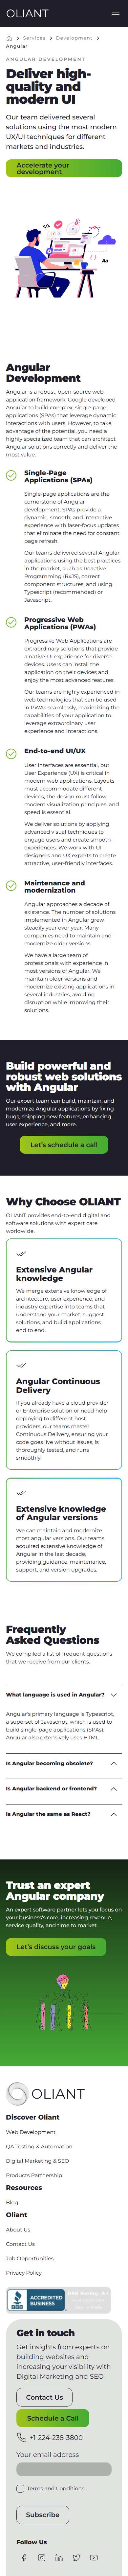 OLIANT
Services > Development >
Angular
ANGULAR DEVELOPMENT
Deliver high-
quality and
modern UI
Our team delivered several
solutions using the most modern
UX/UI techniques for different
markets and industries.
Accelerate your
development
</>
Aa
Angular
Development
Angular is robust, open-source web
application framework. Google developed
Angular to build complex, single-page
applications (SPAs) that leverage dynamic
interactions with users. However, to take
advantage of the most potential, you need
a highly specialized team, rich architect.
Angular solutions correctly and deliver the
most value.
Single-Page
Applications (SPAs)
Single-page applications are the
cornerstone of Angular
development. SPAs provide a
dynamic, smooth, and interactive
experience with zero-focus updates
that eliminate the need for constant
page refresh.
Our teams delivered several Angular
applications using the best practices
in the market, such as Reactive
Programming (RxJS), correct
component structures, and using
Typescript (recommended) or
Javascript.
Progressive Web
Applications (PWAs)
Progressive Web Applications are
extraordinary solutions that provide
a native-UI experience for diverse
devices. Users can install the
application on their devices and
enjoy the most advanced features.
Our teams are highly experienced in
web technologies that can be used
in PWAs seamlessly, maximizing the
capabilities of your application to
provide extraordinary user
experiences and interactions.
End-to-end UI/UX
User Interfaces are essential, but
User Experience (UX) is critical in
modern web applications. Layouts
must accommodate different
devices, and the design must follow
modern visualization principles, and
color is essential.
We deliver solutions by applying
advanced visual techniques to
engage users while giving them
complete, useful, and modern
experiences. We work with UI
designers and UX experts to create
attractive, user-friendly interfaces.
Maintenance and
modernization
Angular approaches a decade of
existence. The number of solutions
implemented in Angular grew
steadily year over year. Many
companies need to maintain and
modernize older versions.
We have a large team of
professionals with experience in
most versions of Angular. We
maintain older versions and
modernize existing applications in
several industries, avoiding
disruption and improving their
solutions.
Build powerful and
robust web solutions
with Angular
Our expert team can build, maintain, and
modernize Angular applications by fixing
bugs, shipping new features, enhancing
user experience, and more.
Let's schedule a call
Why Choose OLIANT
OLIANT provides end-to-end digital and
software solutions with expert care
worldwide.
Extensive Angular
knowledge
We merge extensive knowledge of
architecture, user experience, and
industry insights into teams that
understand your market, suggest
solutions, and build applications
end to end.
Angular Continuous
Delivery
If you already have a cloud provider
or Enterprise solution or need help
deploying to different host
providers, our teams master
Continuous Delivery, ensuring your
code goes live without issues, is
thoroughly tested, and runs
smoothly.
Extensive knowledge
of Angular versions
We can maintain and modernize
most angular versions. Our teams
acquired extensive knowledge of
Angular in the last decade,
providing guidance, maintenance,
support, and version upgrades.
Frequently
Asked Questions
We compiled a list of frequent questions
that we receive from our clients.
What language is used in Angular?
Angular's primary language is Typescript,
a superset of Javascript, which is used to
build single-page applications (SPAs).
Angular also extensively uses HTML.
Is Angular becoming obsolete?
Is Angular backend or frontend?
Is Angular the same as React?
Trust an expert
Angular company
An expert software partner lets you focus on
your business's core, increasing revenue,
service quality, and time to market.
Let's discuss your goals
OLIANT
Discover Oliant
Web Development
QA Testing & Automation
Digital Marketing & SEO
Products Partnership
Resources
Blog
Oliant
About Us
Contact Us
Job Opportunities
Privacy Policy
BBB
ACCREDITED
BUSINESS
Get in touch
Get insights from experts on
building websites and
increasing your visibility with
Digital Marketing and SEO
Contact Us
Schedule a Call
+1-224-238-3800
Your email address
Terms and Conditions
Subscribe
Follow Us